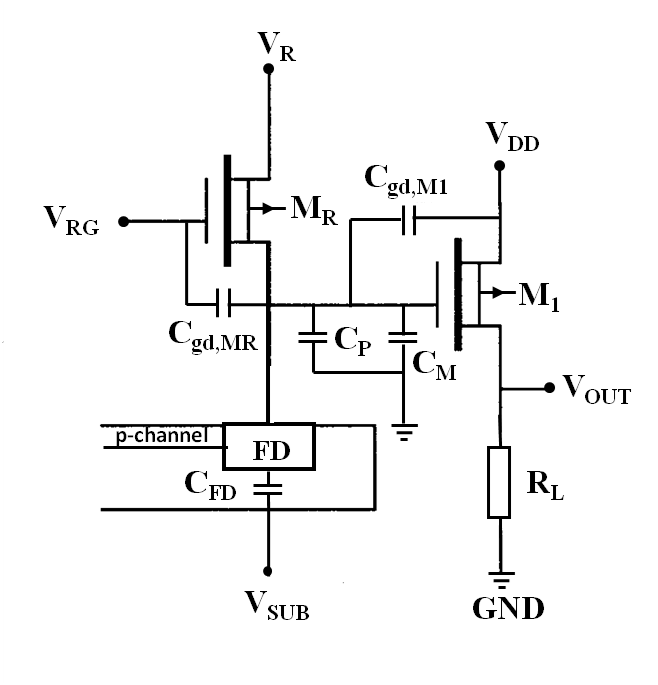 V_R
V_DD
C_gd,M1
V_RG
M_R
M_1
C_gd,MR
C_P
C_M
V_OUT
p-channel
FD
C_FD
R_L
V_SUB
GND